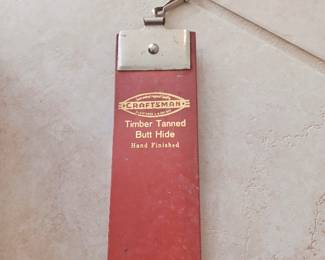 CRAFTSMAN
Timber Tanned
Butt Hide
Hand Finished